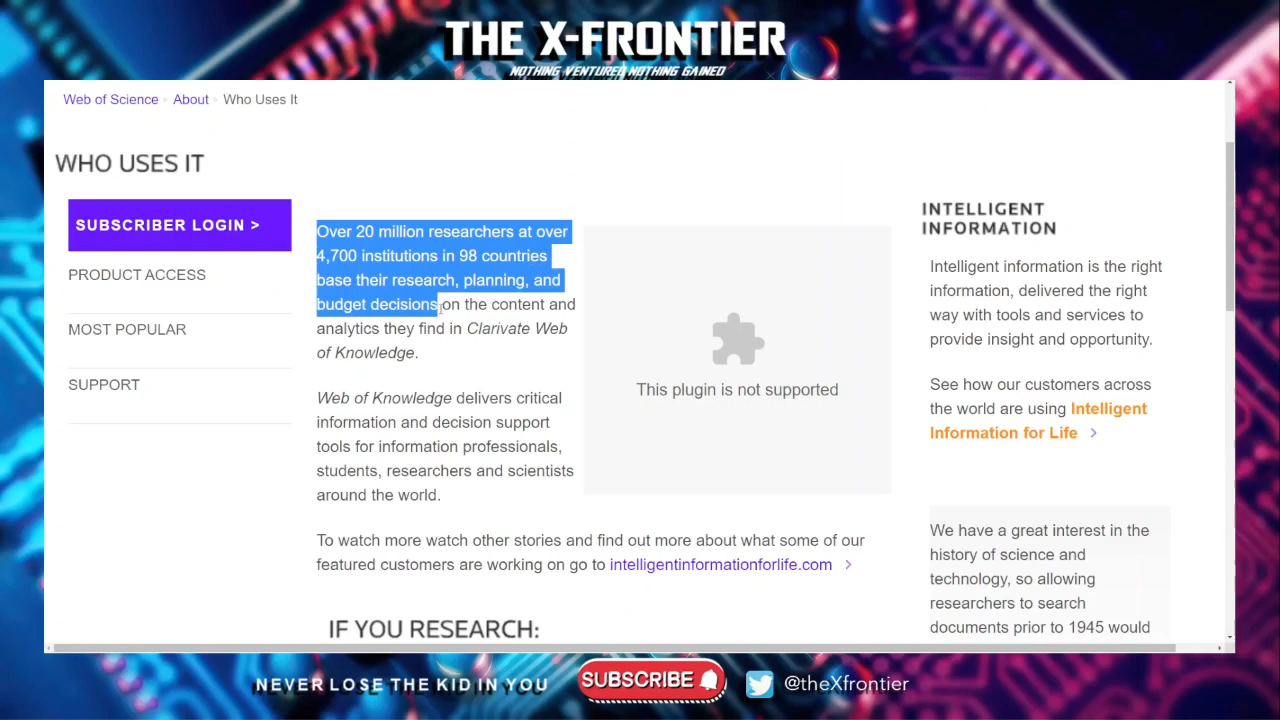 THE X-FRONTIER
NOTHING VENTURED NOTHING GAINED
Web of Science About Who Uses It
WHO USES IT
SUBSCRIBER LOGIN >
PRODUCT ACCESS
MOST POPULAR
SUPPORT
Over 20 million researchers at over
4,700 institutions in 98 countries
base their research, planning, and
budget decisions on the content and
analytics they find in Clarivate Web
of Knowledge.
Web of Knowledge delivers critical
information and decision support
tools for information professionals,
students, researchers and scientists
around the world.
This plugin is not supported
To watch more watch other stories and find out more about what some of our
featured customers are working on go to intelligentinformationforlife.com >
IF YOU RESEARCH:
INTELLIGENT
INFORMATION
Intelligent information is the right
information, delivered the right
way with tools and services to
provide insight and opportunity.
See how our customers across
the world are using Intelligent
Information for Life >
We have a great interest in the
history of science and
technology, so allowing
researchers to search
documents prior to 1945 would
NEVER LOSE THE KID IN YOU
SUBSCRIBE
@theXfrontier